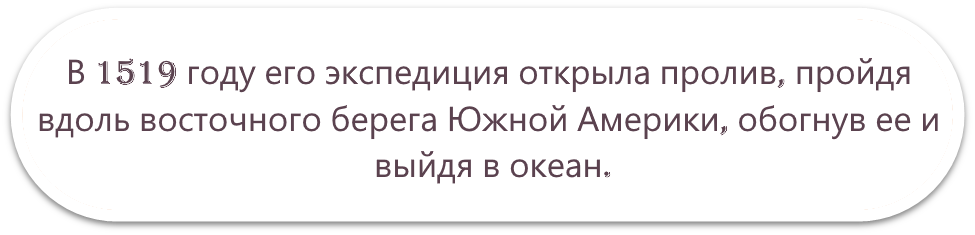 В 1519 году его экспедиция открыла пролив, пройдя
вдоль восточного берега Южной Америки, обогнув ее и
выйдя в океан.